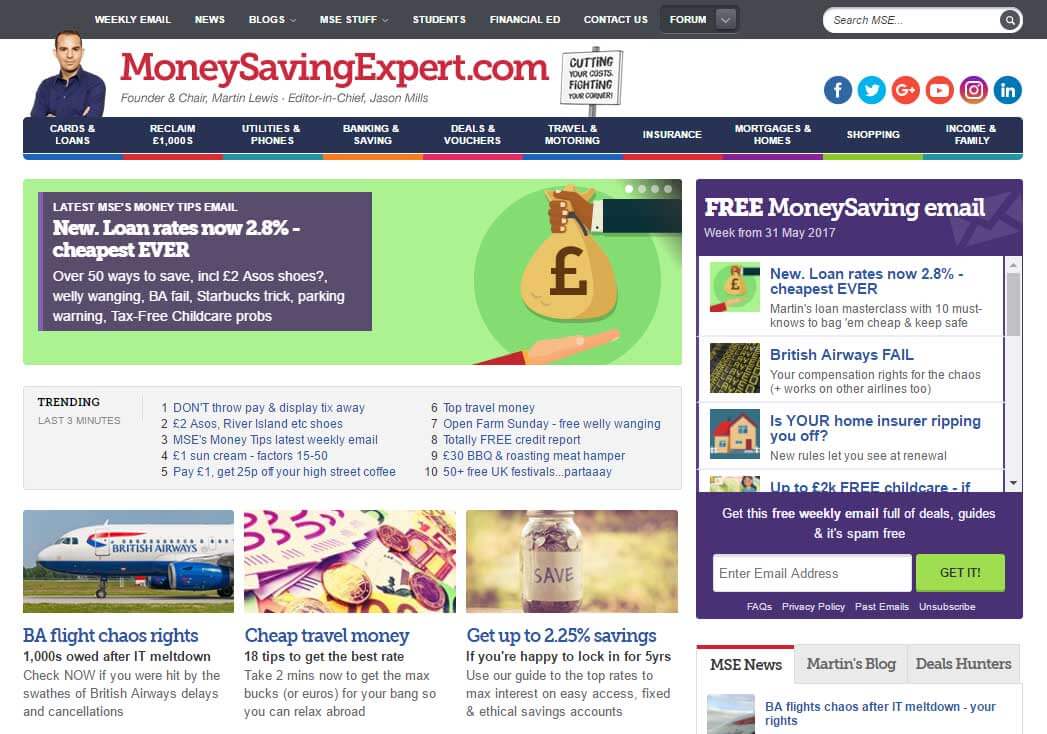 WEEKLY EMAIL NEWS BLOGS MSE STUFF STUDENTS FINANCIAL ED CONTACT US FORUM Search MSE...
MoneySavingExpert.com
Founder & Chair, Martin Lewis - Editor-in-Chief, Jason Mills
CUTTING
YOUR COSTS,
FIGHTING
YOUR CORNER!
CARDS &
LOANS
RECLAIM
£1,000S
UTILITIES &
PHONES
BANKING &
SAVING
DEALS &
VOUCHERS
TRAVEL &
MOTORING
INSURANCE
MORTGAGES &
HOMES
SHOPPING
INCOME &
FAMILY
LATEST MSE'S MONEY TIPS EMAIL
New. Loan rates now 2.8% -
cheapest EVER
Over 50 ways to save, incl £2 Asos shoes?,
welly wanging, BA fail, Starbucks trick, parking
warning, Tax-Free Childcare probs
£
TRENDING
LAST 3 MINUTES
1 DON'T throw pay & display tix away
2 £2 Asos, River Island etc shoes
3 MSE's Money Tips latest weekly email
4 £1 sun cream - factors 15-50
5 Pay £1, get 25p off your high street coffee
6 Top travel money
7 Open Farm Sunday - free welly wanging
8 Totally FREE credit report
9 £30 BBQ & roasting meat hamper
10 50+ free UK festivals...partaaay
BRITISH AIRWAYS
BA flight chaos rights
1,000s owed after IT meltdown
Check NOW if you were hit by the
swathes of British Airways delays
and cancellations
Cheap travel money
18 tips to get the best rate
Take 2 mins now to get the max
bucks (or euros) for your bang so
you can relax abroad
SAVE
Get up to 2.25% savings
If you're happy to lock in for 5yrs
Use our guide to the top rates to
max interest on easy access, fixed
& ethical savings accounts
FREE MoneySaving email
Week from 31 May 2017
New. Loan rates now 2.8% -
cheapest EVER
Martin's loan masterclass with 10 must-
knows to bag 'em cheap & keep safe
British Airways FAIL
Your compensation rights for the chaos
(+ works on other airlines too)
Is YOUR home insurer ripping
you off?
New rules let you see at renewal
Up to £2k FREE childcare - if
Get this free weekly email full of deals, guides
& it's spam free
Enter Email Address GET IT!
FAQs Privacy Policy Past Emails Unsubscribe
MSE News Martin's Blog Deals Hunters
BA flights chaos after IT meltdown - your
rights